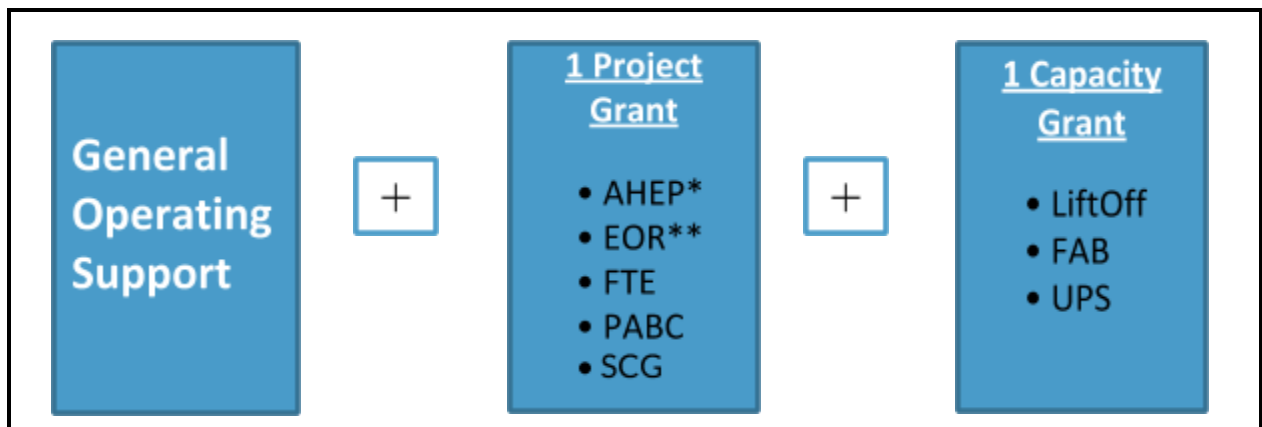 General
Operating
Support
+
1 Project
Grant
• AHEP*
• EOR**
• FTE
• PABC
• SCG
+
1 Capacity
Grant
• LiftOff
• FAB
• UPS